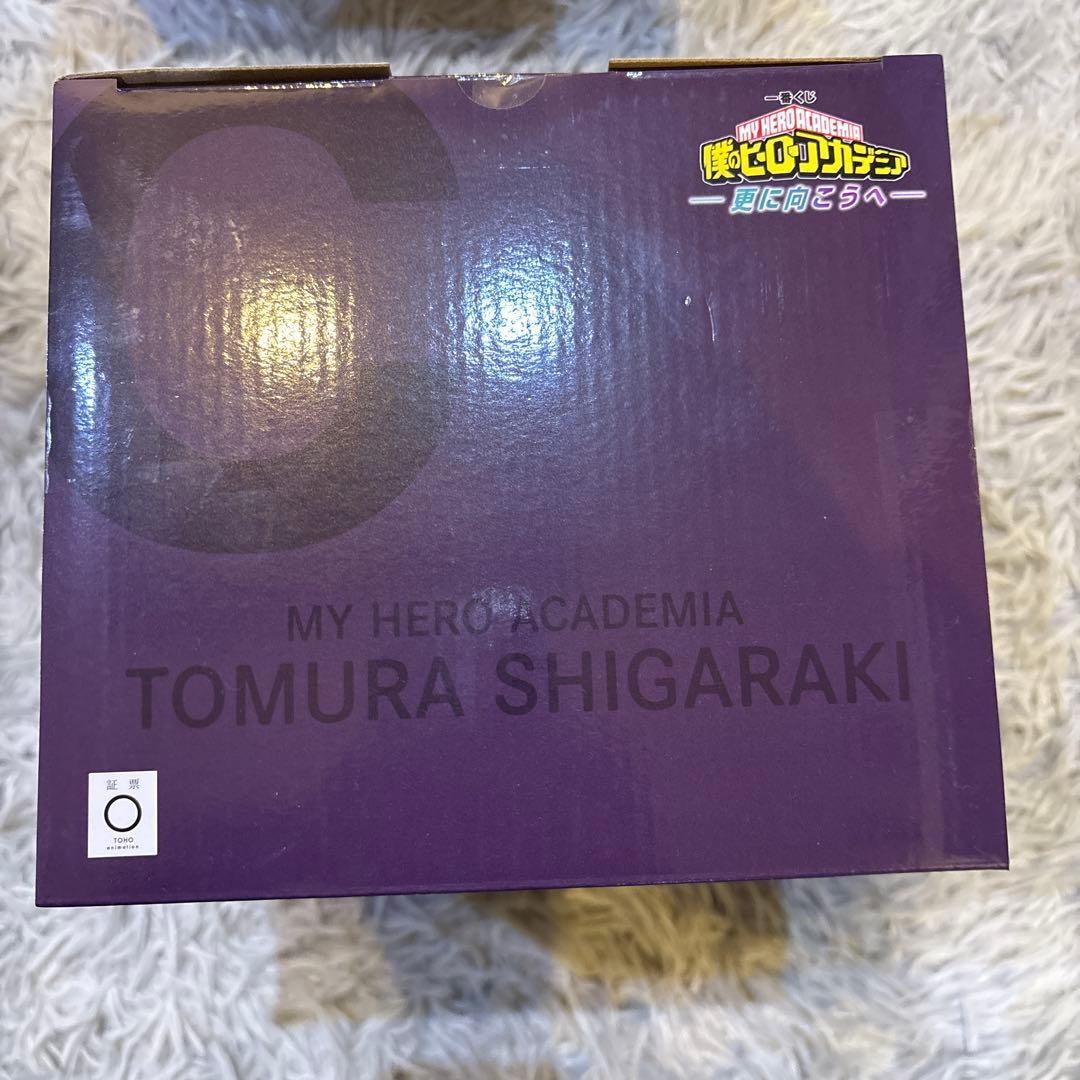 C
一番くじ
MY HERO ACADEMIA
僕のヒーローアカデミア
更に向こうへ
MY HERO ACADEMIA
TOMURA SHIGARAKI
証票
TOHO
animation